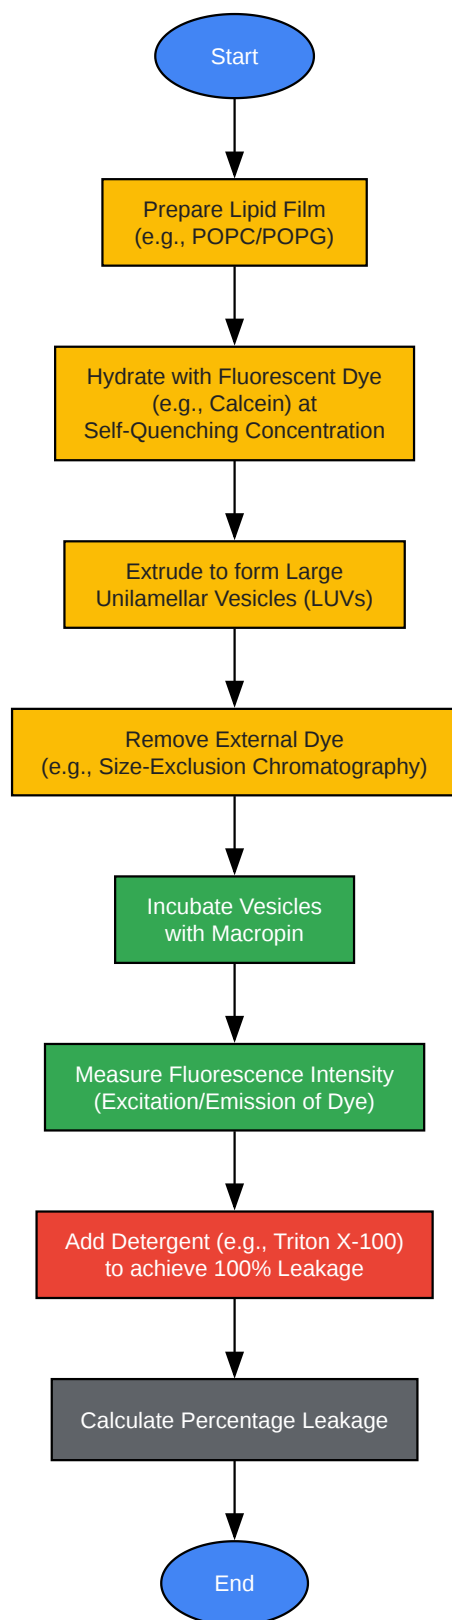 Start
Prepare Lipid Film
(e.g., POPC/POPG)
Hydrate with Fluorescent Dye
(e.g., Calcein) at
Self-Quenching Concentration
Extrude to form Large
Unilamellar Vesicles (LUVs)
Remove External Dye
(e.g., Size-Exclusion Chromatography)
Incubate Vesicles
with Macropin
Measure Fluorescence Intensity
(Excitation/Emission of Dye)
Add Detergent (e.g., Triton X-100)
to achieve 100% Leakage
Calculate Percentage Leakage
End